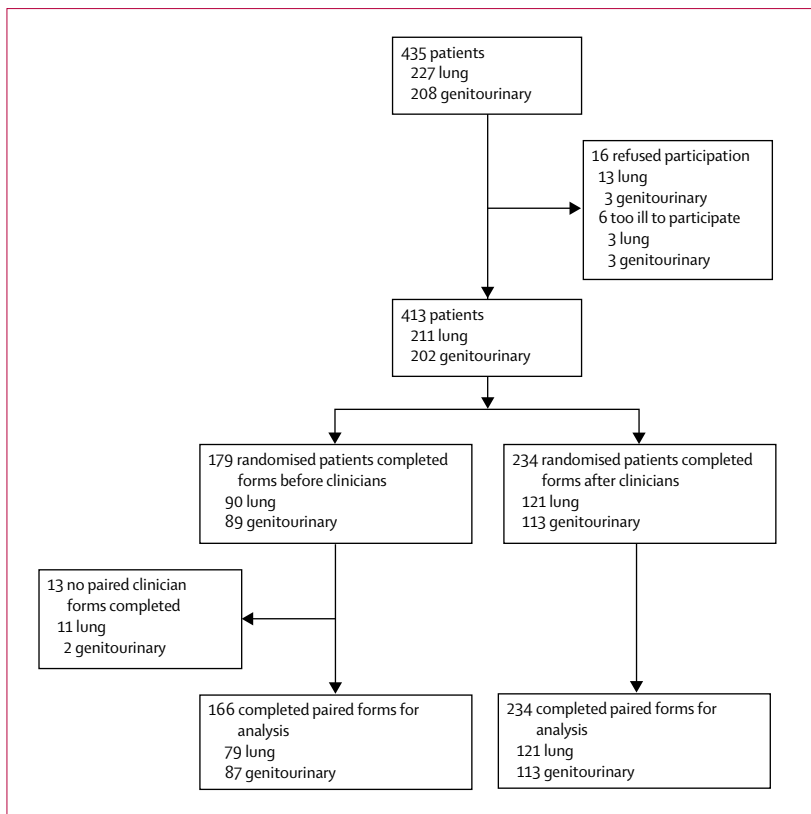 435 patients
227 lung
208 genitourinary
16 refused participation
13 lung
3 genitourinary
6 too ill to participate
3 lung
3 genitourinary
413 patients
211 lung
202 genitourinary
179 randomised patients completed
forms before clinicians
90 lung
89 genitourinary
234 randomised patients completed
forms after clinicians
121 lung
113 genitourinary
13 no paired clinician
forms completed
11 lung
2 genitourinary
166 completed paired forms for
analysis
79 lung
87 genitourinary
234 completed paired forms for
analysis
121 lung
113 genitourinary